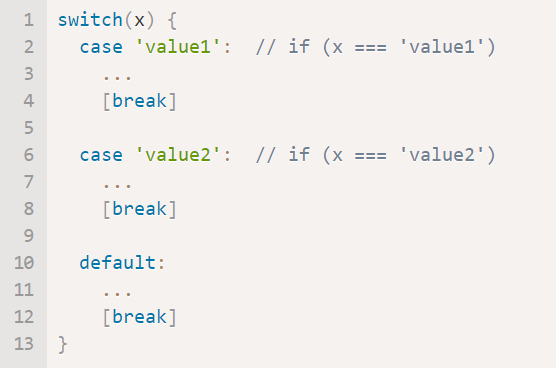 1 switch(x) {
2   case 'value1':  // if (x === 'value1')
3     ...
4     [break]
5
6   case 'value2':  // if (x === 'value2')
7     ...
8     [break]
9
10   default:
11     ...
12     [break]
13 }